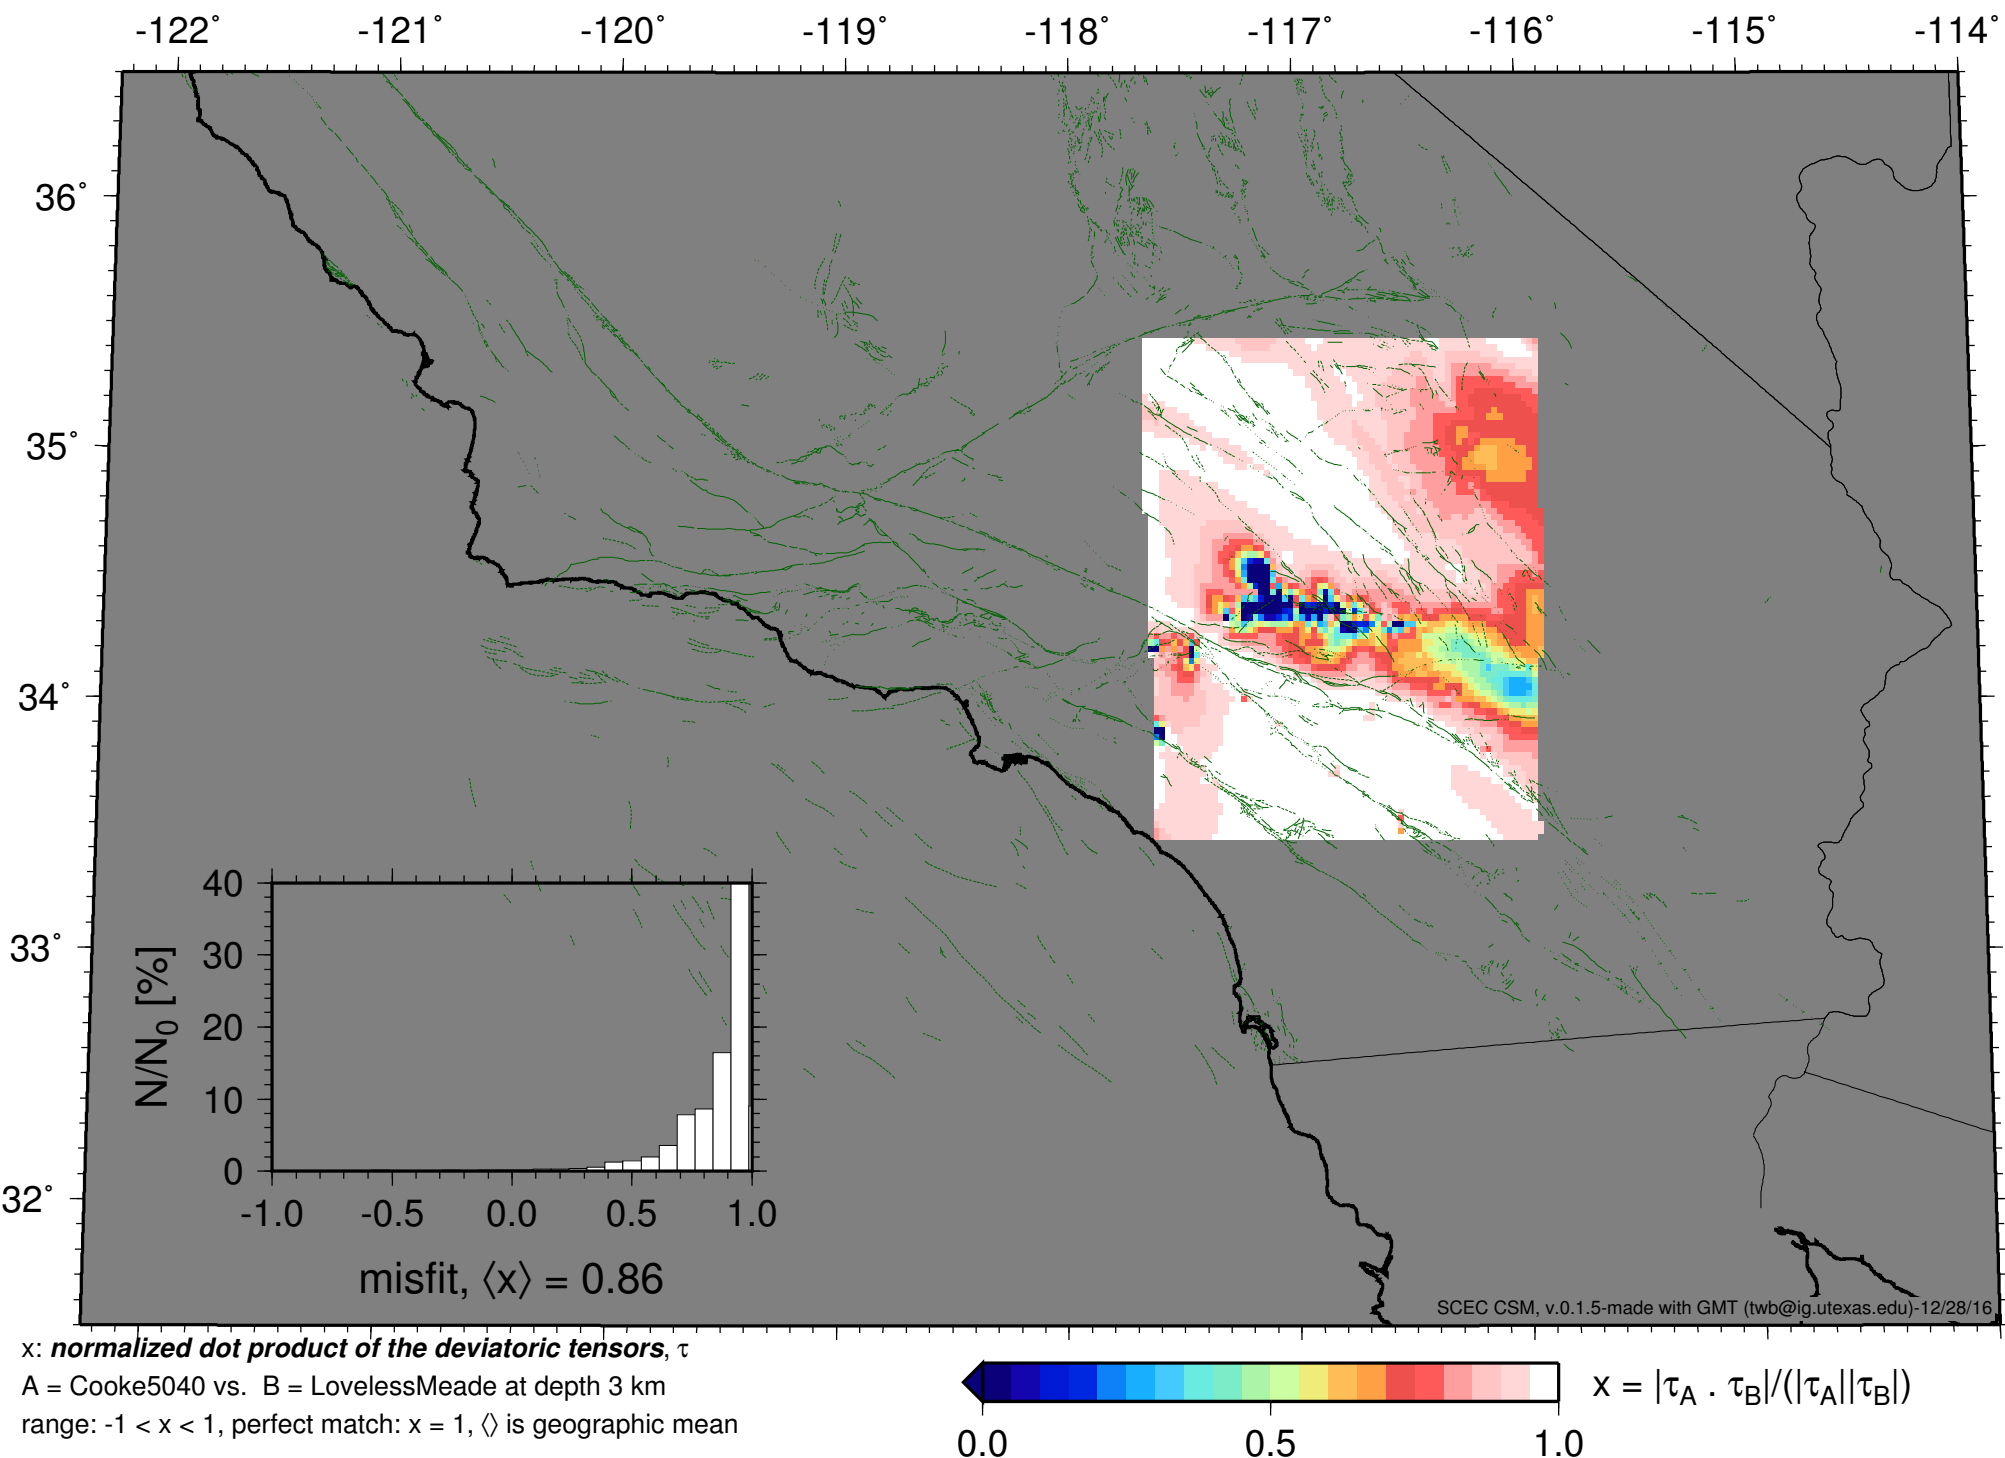 -122° -121° -120° -119° -118° -117° -116° -115° -114°
36°
35°
34°
33°
32°
40
30
20
10
0
N/N0 [%]
-1.0 -0.5 0.0 0.5 1.0
misfit, ⟨x⟩ = 0.86
SCEC CSM, v.0.1.5-made with GMT (twb@ig.utexas.edu)-12/28/16
x: normalized dot product of the deviatoric tensors, τ
A = Cooke5040 vs. B = LovelessMeade at depth 3 km
range: -1 < x < 1, perfect match: x = 1, ⟨⟩ is geographic mean
0.0 0.5 1.0
x = |τA . τB|/(|τA||τB|)